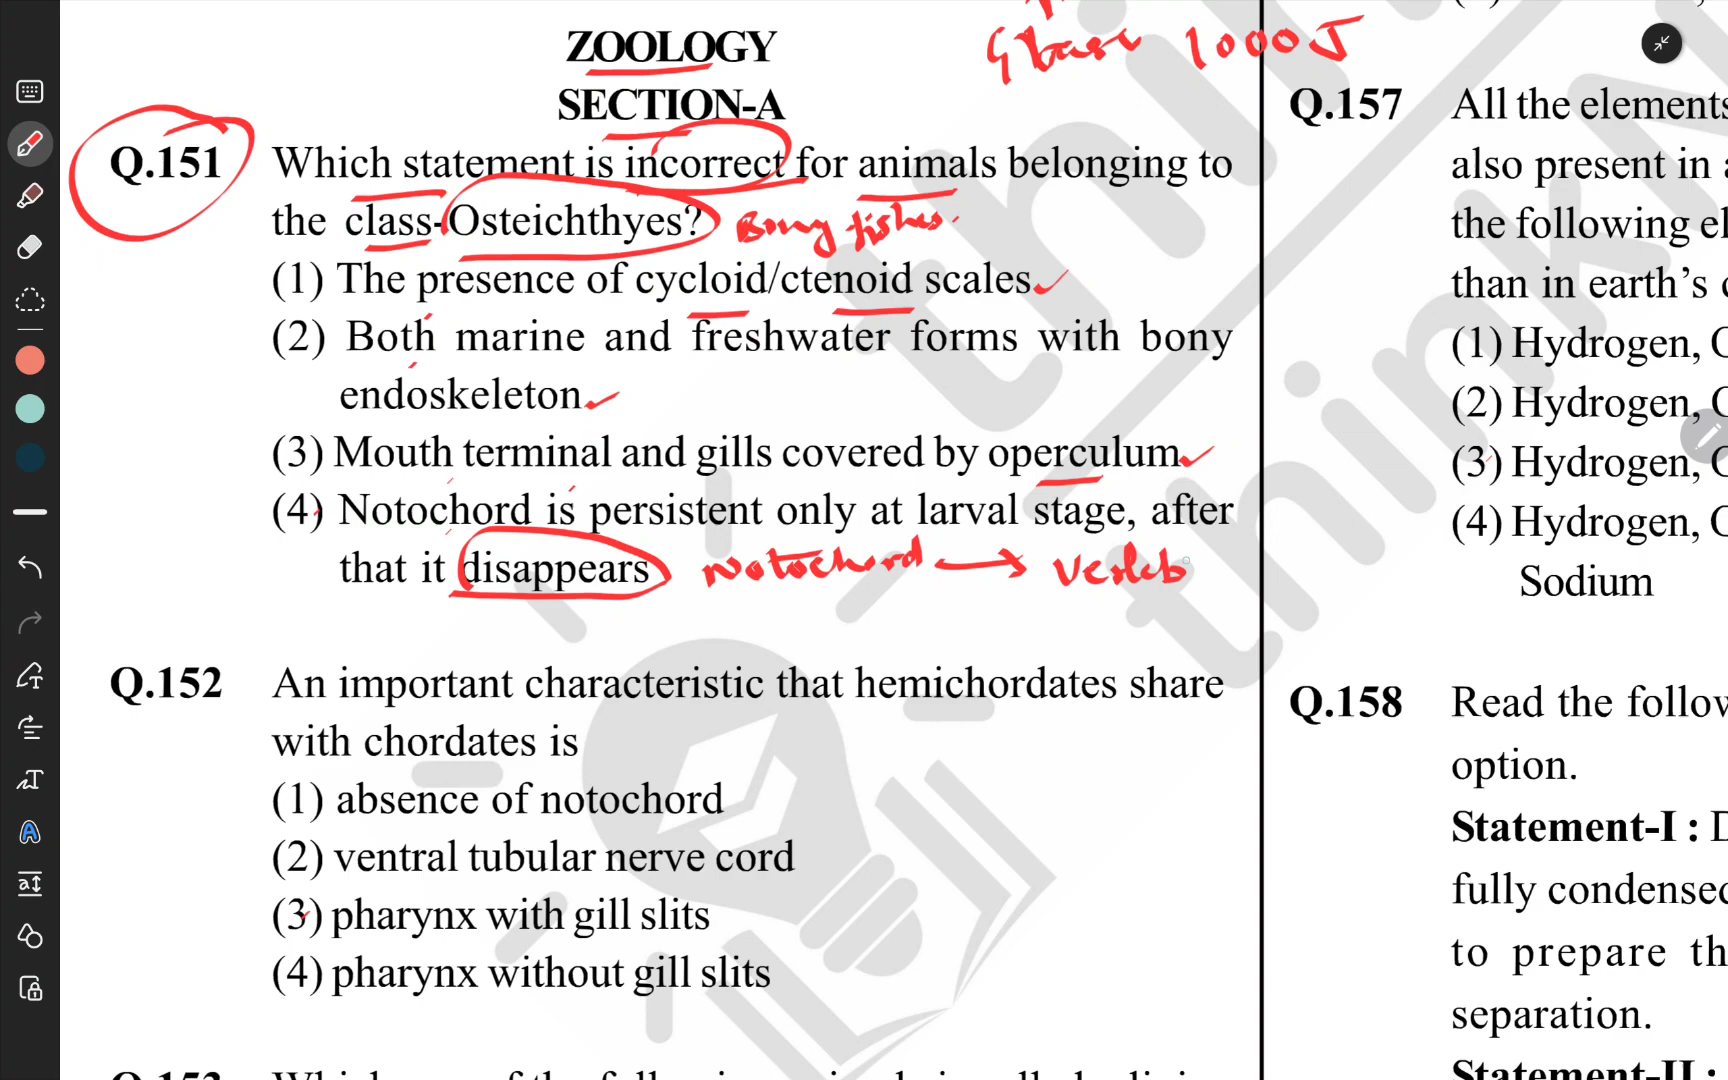 ZOOLOGY
SECTION-A
1000J
Q.151 Which statement is incorrect for animals belonging to
the class-Osteichthyes? Bony fishes.
(1) The presence of cycloid/ctenoid scales.
(2) Both marine and freshwater forms with bony
endoskeleton.
(3) Mouth terminal and gills covered by operculum.
(4) Notochord is persistent only at larval stage, after
that it disappears Notochord → Verteb
Q.152 An important characteristic that hemichordates share
with chordates is
(1) absence of notochord
(2) ventral tubular nerve cord
(3) pharynx with gill slits
(4) pharynx without gill slits
Q.157 All the elements
also present in a
the following el
than in earth's c
(1) Hydrogen, C
(2) Hydrogen, C
(3) Hydrogen, C
(4) Hydrogen, C
Sodium
Q.158 Read the follow
option.
Statement-I : D
fully condensed
to prepare th
separation.
Statement-II :